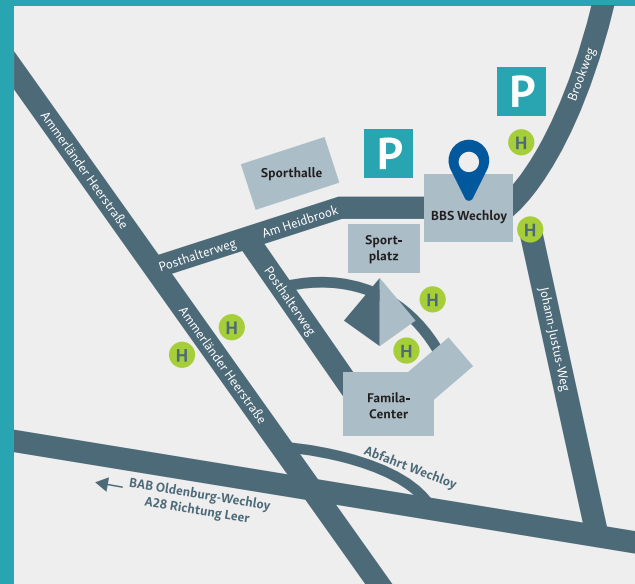 P
Brookweg
H
P
Ammerländer Heerstraße
Sporthalle
BBS Wechloy
Am Heidbrook
H
Posthalterweg
Sport-
platz
Posthalterweg
H
Johann-Justus-Weg
Ammerländer Heerstraße
H
H
H
Famila-
Center
Abfahrt Wechloy
BAB Oldenburg-Wechloy
A28 Richtung Leer